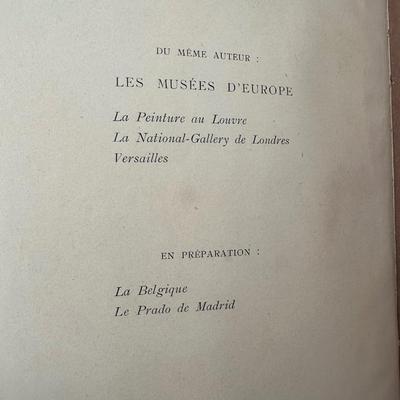 DU MÊME AUTEUR :
LES MUSÉES D'EUROPE
La Peinture au Louvre
La National-Gallery de Londres
Versailles
EN PRÉPARATION :
La Belgique
Le Prado de Madrid